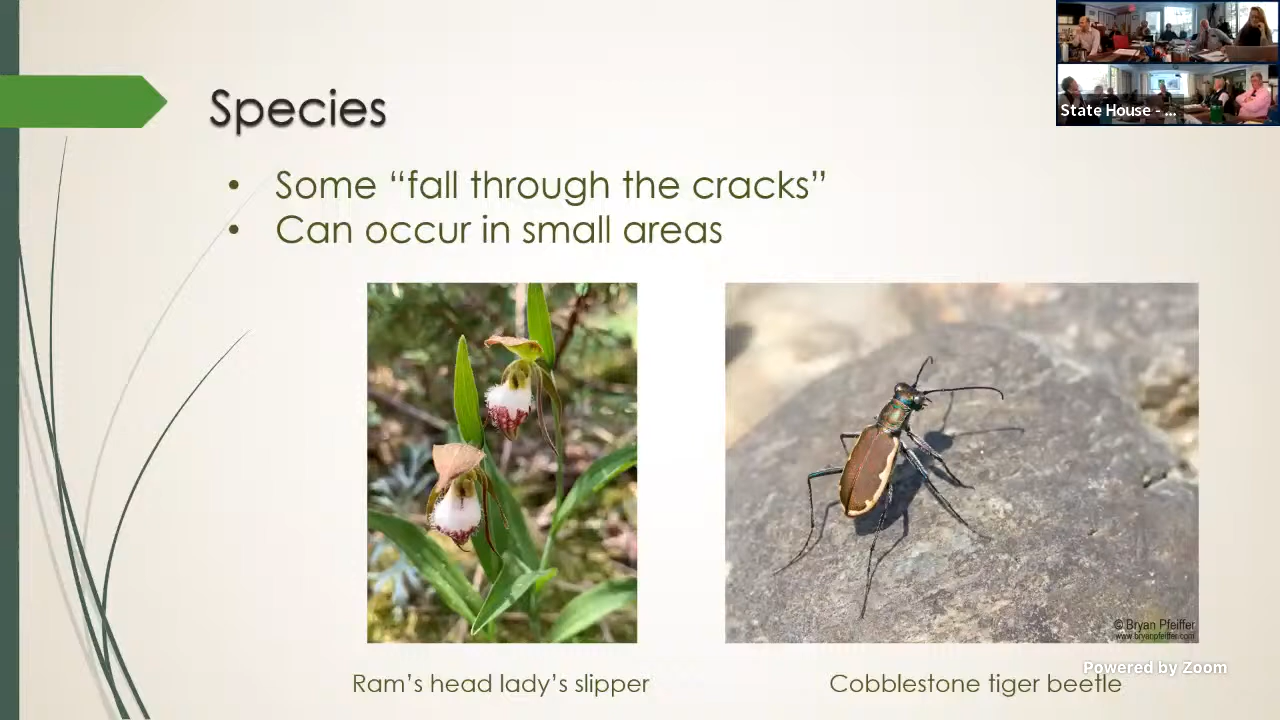 State House - ...
Species
• Some “fall through the cracks”
• Can occur in small areas
© Bryan Pfeiffer
www.bryanpfeiffer.com
Powered by Zoom
Ram’s head lady’s slipper
Cobblestone tiger beetle